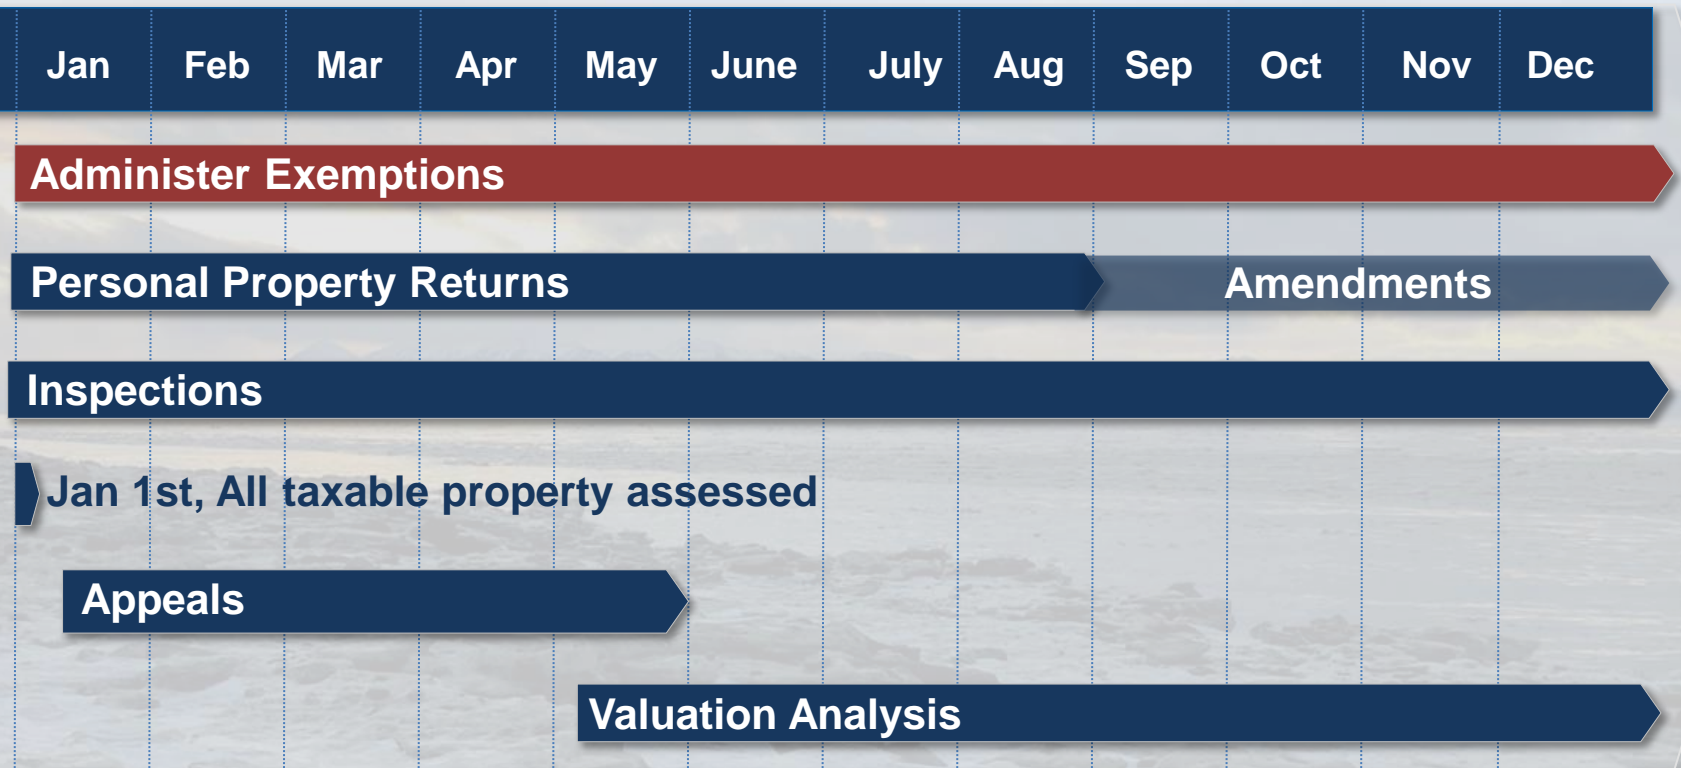 Jan Feb Mar Apr May June July Aug Sep Oct Nov Dec
Administer Exemptions
Personal Property Returns Amendments
Inspections
Jan 1st, All taxable property assessed
Appeals
Valuation Analysis